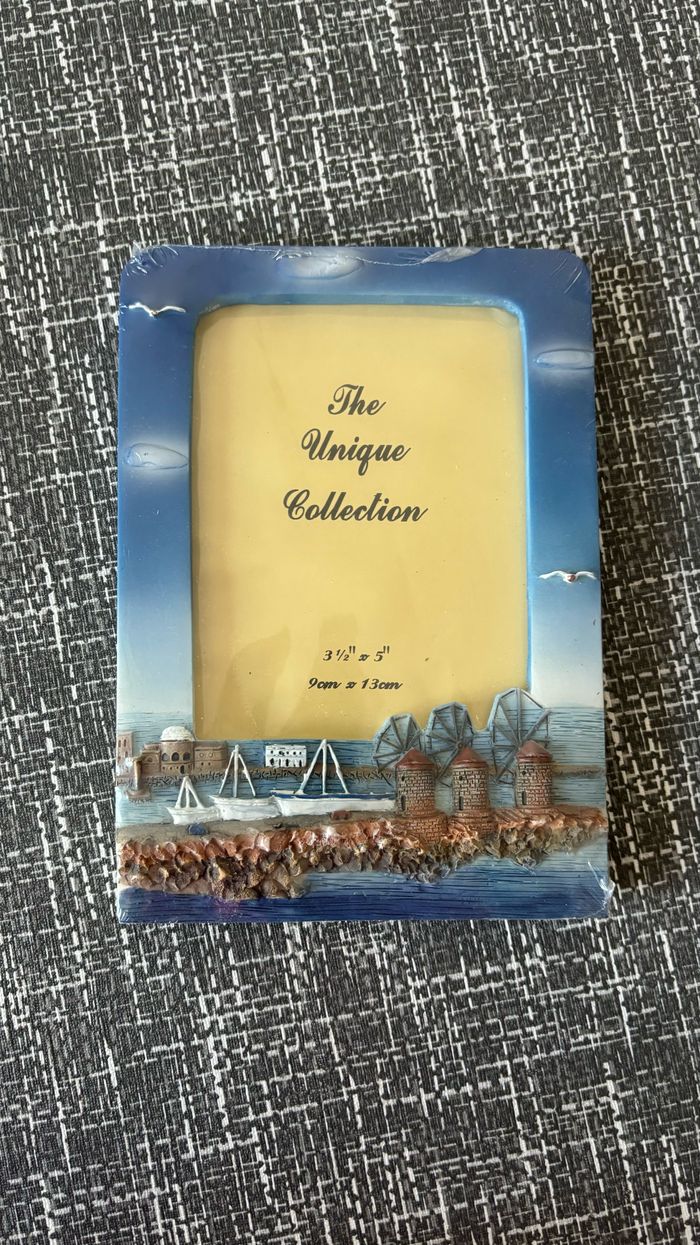 The
Unique
Collection
3 ½" x 5"
9cm x 13cm